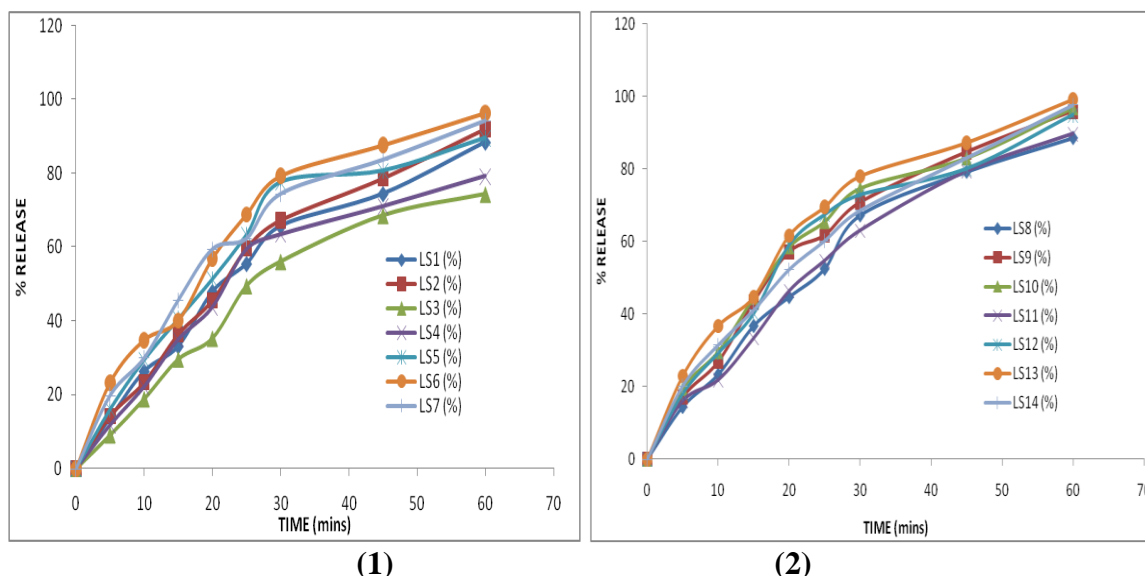 120
100
80
60
40
20
0
% RELEASE
LS1 (%)
LS2 (%)
LS3 (%)
LS4 (%)
LS5 (%)
LS6 (%)
LS7 (%)
0 10 20 30 40 50 60 70
TIME (mins)
(1)
120
100
80
60
40
20
0
% RELEASE
LS8 (%)
LS9 (%)
LS10 (%)
LS11 (%)
LS12 (%)
LS13 (%)
LS14 (%)
0 10 20 30 40 50 60 70
TIME (mins)
(2)